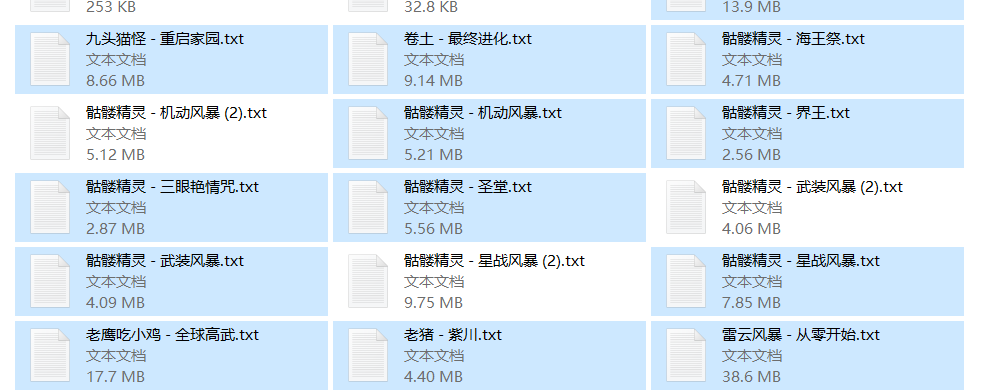 253 KB
32.8 KB
13.9 MB
九头猫怪 - 重启家园.txt
文本文档
8.66 MB
卷土 - 最终进化.txt
文本文档
9.14 MB
骷髅精灵 - 海王祭.txt
文本文档
4.71 MB
骷髅精灵 - 机动风暴 (2).txt
文本文档
5.12 MB
骷髅精灵 - 机动风暴.txt
文本文档
5.21 MB
骷髅精灵 - 界王.txt
文本文档
2.56 MB
骷髅精灵 - 三眼艳情咒.txt
文本文档
2.87 MB
骷髅精灵 - 圣堂.txt
文本文档
5.56 MB
骷髅精灵 - 武装风暴 (2).txt
文本文档
4.06 MB
骷髅精灵 - 武装风暴.txt
文本文档
4.09 MB
骷髅精灵 - 星战风暴 (2).txt
文本文档
9.75 MB
骷髅精灵 - 星战风暴.txt
文本文档
7.85 MB
老鹰吃小鸡 - 全球高武.txt
文本文档
17.7 MB
老猪 - 紫川.txt
文本文档
4.40 MB
雷云风暴 - 从零开始.txt
文本文档
38.6 MB